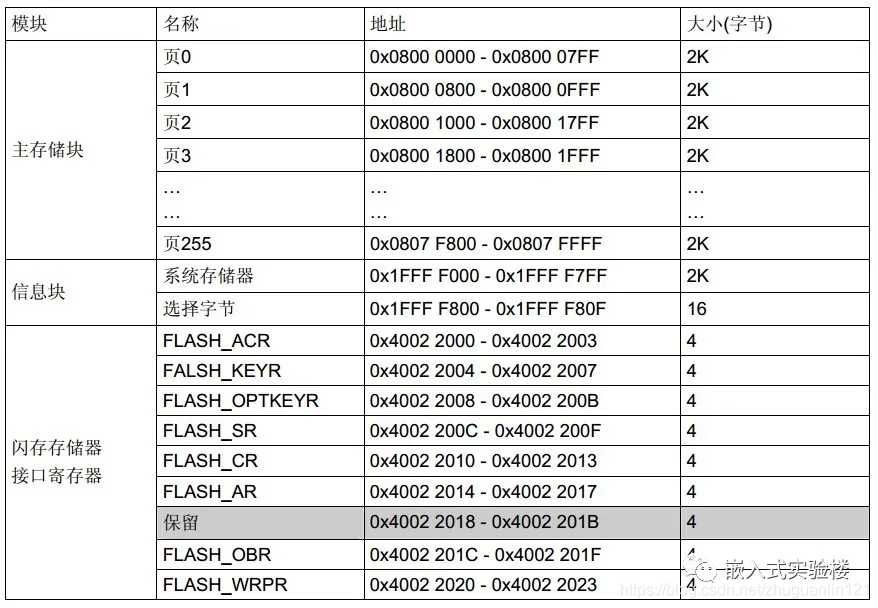 模块 名称 地址 大小(字节)
主存储块 页0 0x0800 0000 - 0x0800 07FF 2K
页1 0x0800 0800 - 0x0800 0FFF 2K
页2 0x0800 1000 - 0x0800 17FF 2K
页3 0x0800 1800 - 0x0800 1FFF 2K
… … …
… … …
页255 0x0807 F800 - 0x0807 FFFF 2K
信息块 系统存储器 0x1FFF F000 - 0x1FFF F7FF 2K
选择字节 0x1FFF F800 - 0x1FFF F80F 16
闪存存储器
接口寄存器
FLASH_ACR 0x4002 2000 - 0x4002 2003 4
FALSH_KEYR 0x4002 2004 - 0x4002 2007 4
FLASH_OPTKEYR 0x4002 2008 - 0x4002 200B 4
FLASH_SR 0x4002 200C - 0x4002 200F 4
FLASH_CR 0x4002 2010 - 0x4002 2013 4
FLASH_AR 0x4002 2014 - 0x4002 2017 4
保留 0x4002 2018 - 0x4002 201B 4
FLASH_OBR 0x4002 201C - 0x4002 201F 4
FLASH_WRPR 0x4002 2020 - 0x4002 2023 4
嵌入式实验楼
https://blog.csdn.net/zhuguanlin121